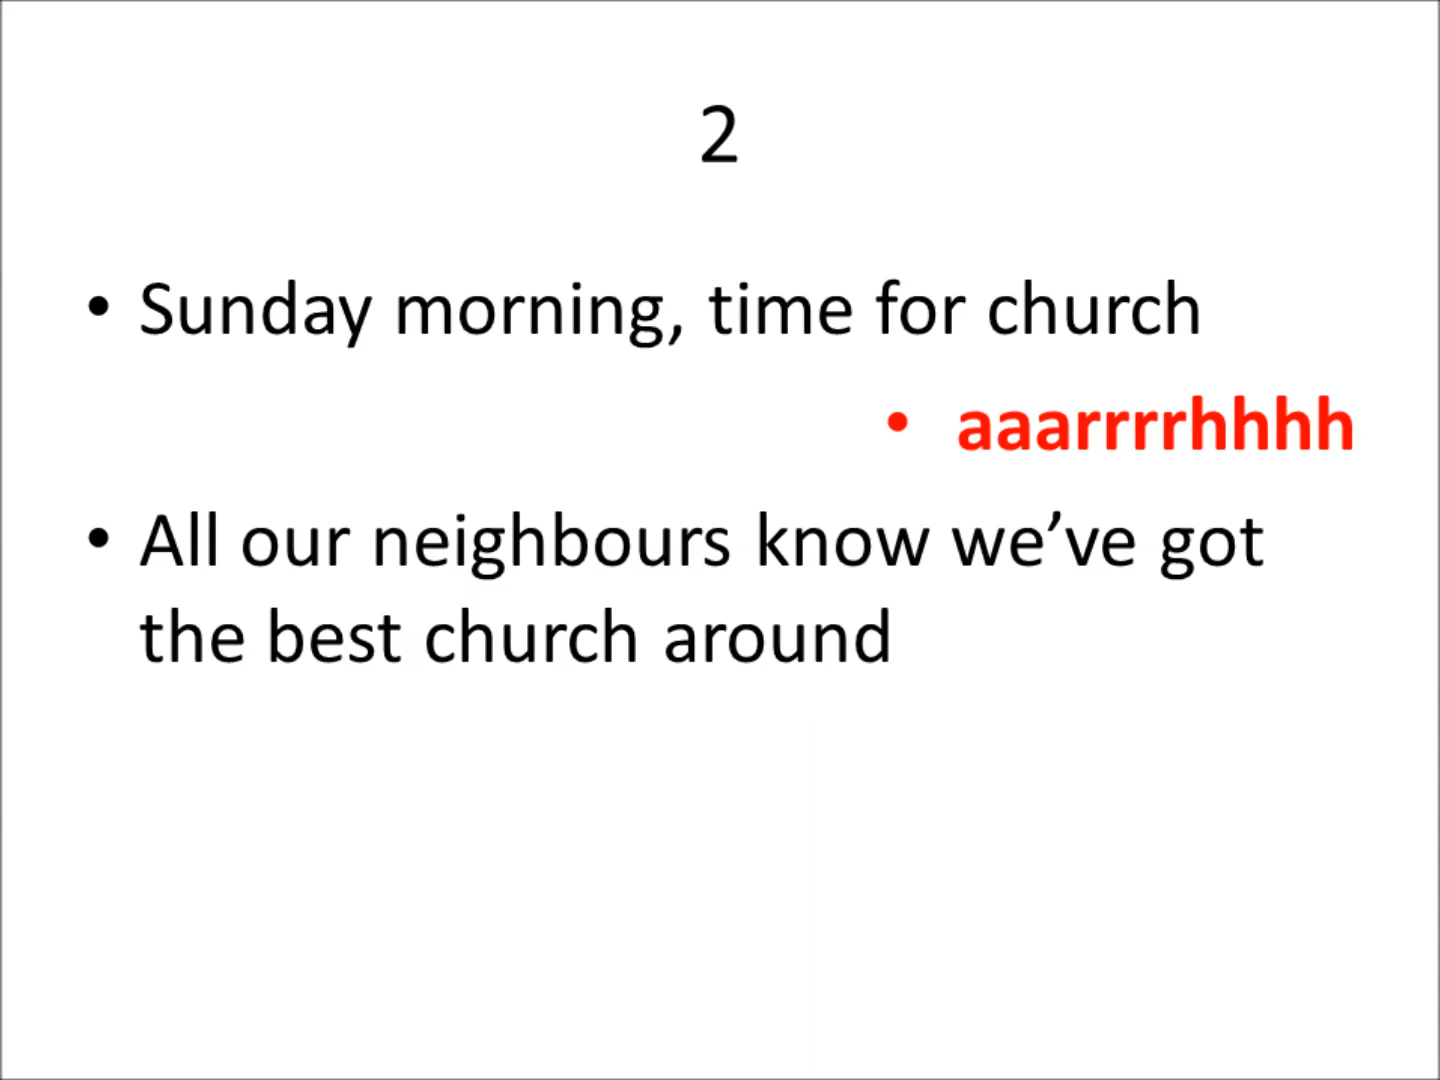 2
• Sunday morning, time for church
• aaarrrrhhhh
• All our neighbours know we’ve got
the best church around